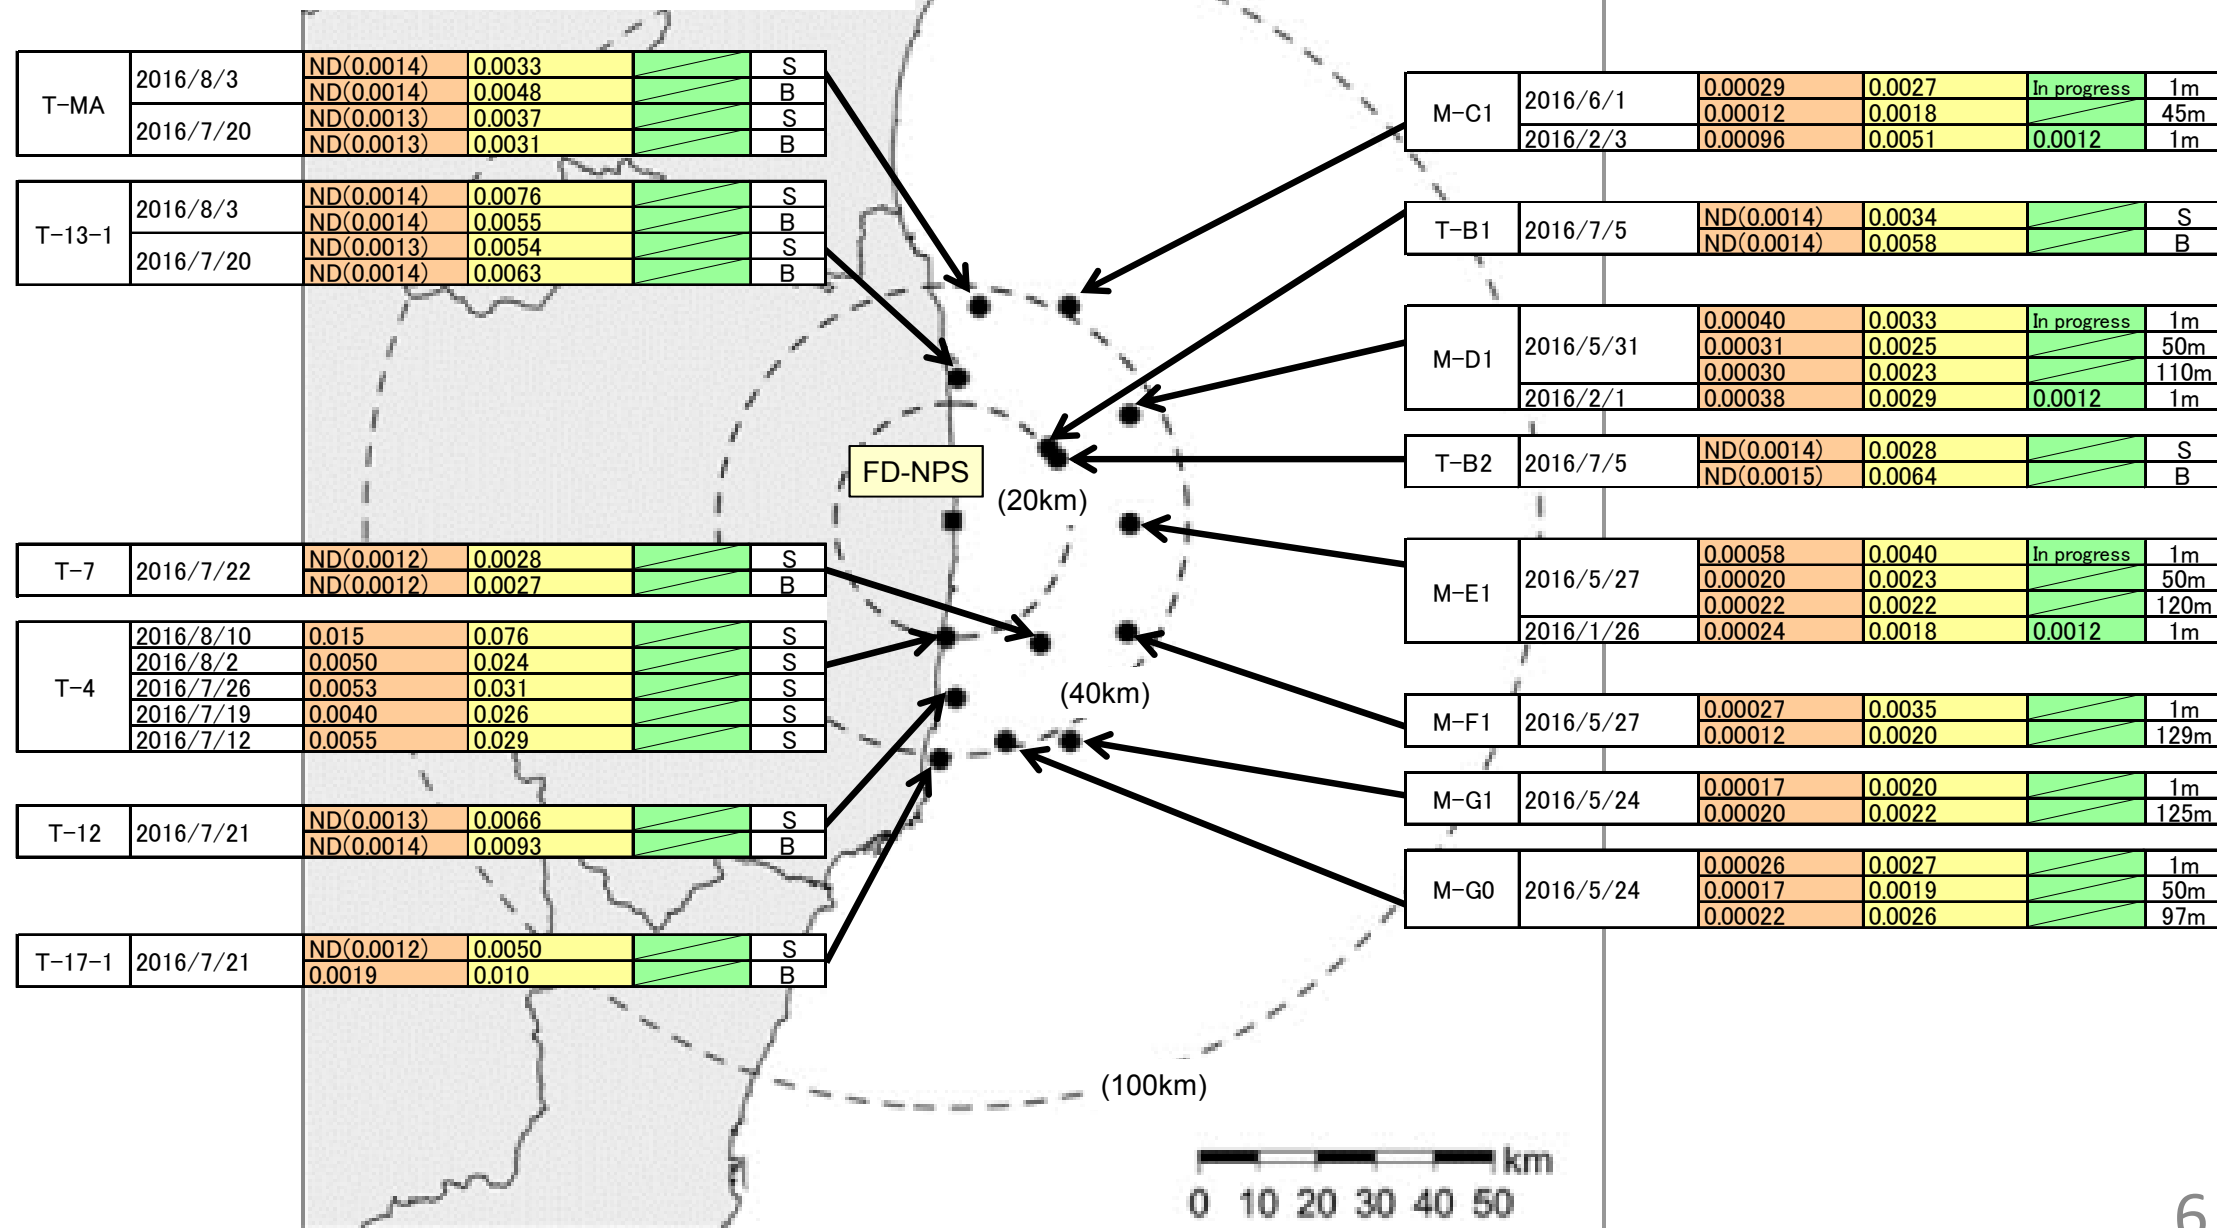 T-MA 2016/8/3 ND(0.0014) 0.0033 S
ND(0.0014) 0.0048 B
2016/7/20 ND(0.0013) 0.0037 S
ND(0.0013) 0.0031 B
T-13-1 2016/8/3 ND(0.0014) 0.0076 S
ND(0.0014) 0.0055 B
2016/7/20 ND(0.0013) 0.0054 S
ND(0.0014) 0.0063 B
T-7 2016/7/22 ND(0.0012) 0.0028 S
ND(0.0012) 0.0027 B
T-4 2016/8/10 0.015 0.076 S
2016/8/2 0.0050 0.024 S
2016/7/26 0.0053 0.031 S
2016/7/19 0.0040 0.026 S
2016/7/12 0.0055 0.029 S
T-12 2016/7/21 ND(0.0013) 0.0066 S
ND(0.0014) 0.0093 B
T-17-1 2016/7/21 ND(0.0012) 0.0050 S
0.0019 0.010 B
FD-NPS
(20km)
(40km)
(100km)
M-C1 2016/6/1 0.00029 0.0027 In progress 1m
0.00012 0.0018 45m
2016/2/3 0.00096 0.0051 0.0012 1m
T-B1 2016/7/5 ND(0.0014) 0.0034 S
ND(0.0014) 0.0058 B
M-D1 2016/5/31 0.00040 0.0033 In progress 1m
0.00031 0.0025 50m
0.00030 0.0023 110m
2016/2/1 0.00038 0.0029 0.0012 1m
T-B2 2016/7/5 ND(0.0014) 0.0028 S
ND(0.0015) 0.0064 B
M-E1 2016/5/27 0.00058 0.0040 In progress 1m
0.00020 0.0023 50m
0.00022 0.0022 120m
2016/1/26 0.00024 0.0018 0.0012 1m
M-F1 2016/5/27 0.00027 0.0035 1m
0.00012 0.0020 129m
M-G1 2016/5/24 0.00017 0.0020 1m
0.00020 0.0022 125m
M-G0 2016/5/24 0.00026 0.0027 1m
0.00017 0.0019 50m
0.00022 0.0026 97m
km
0 10 20 30 40 50
6